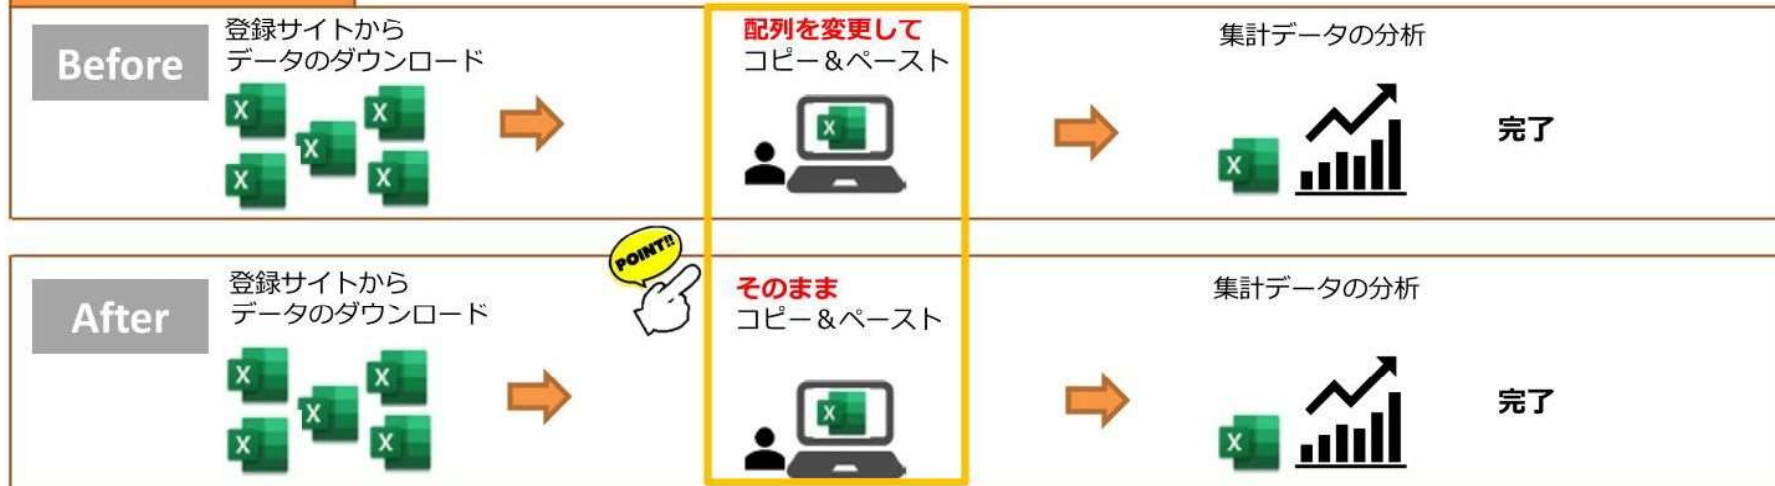 Before
登録サイトから
データのダウンロード
配列を変更して
コピー＆ペースト
集計データの分析
完了
After
登録サイトから
データのダウンロード
POINT!!
そのまま
コピー＆ペースト
集計データの分析
完了